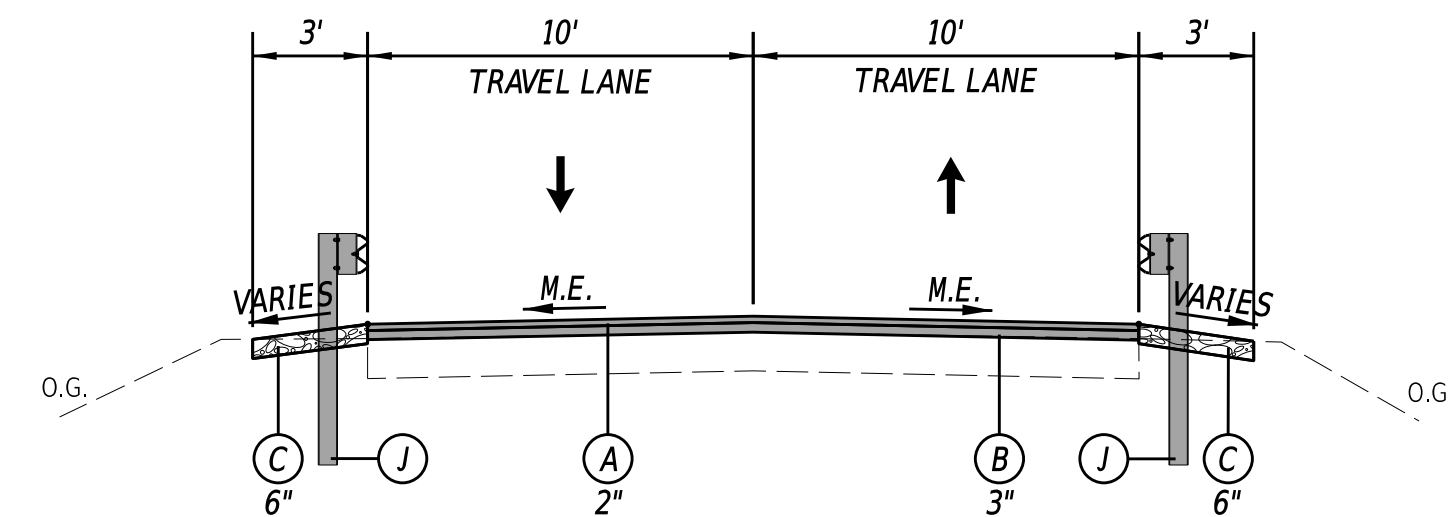 3' 10' 10' 3'
TRAVEL LANE TRAVEL LANE
VARIES M.E. M.E. VARIES
O.G. O.G
C J A B J C
6" 2" 3" 6"